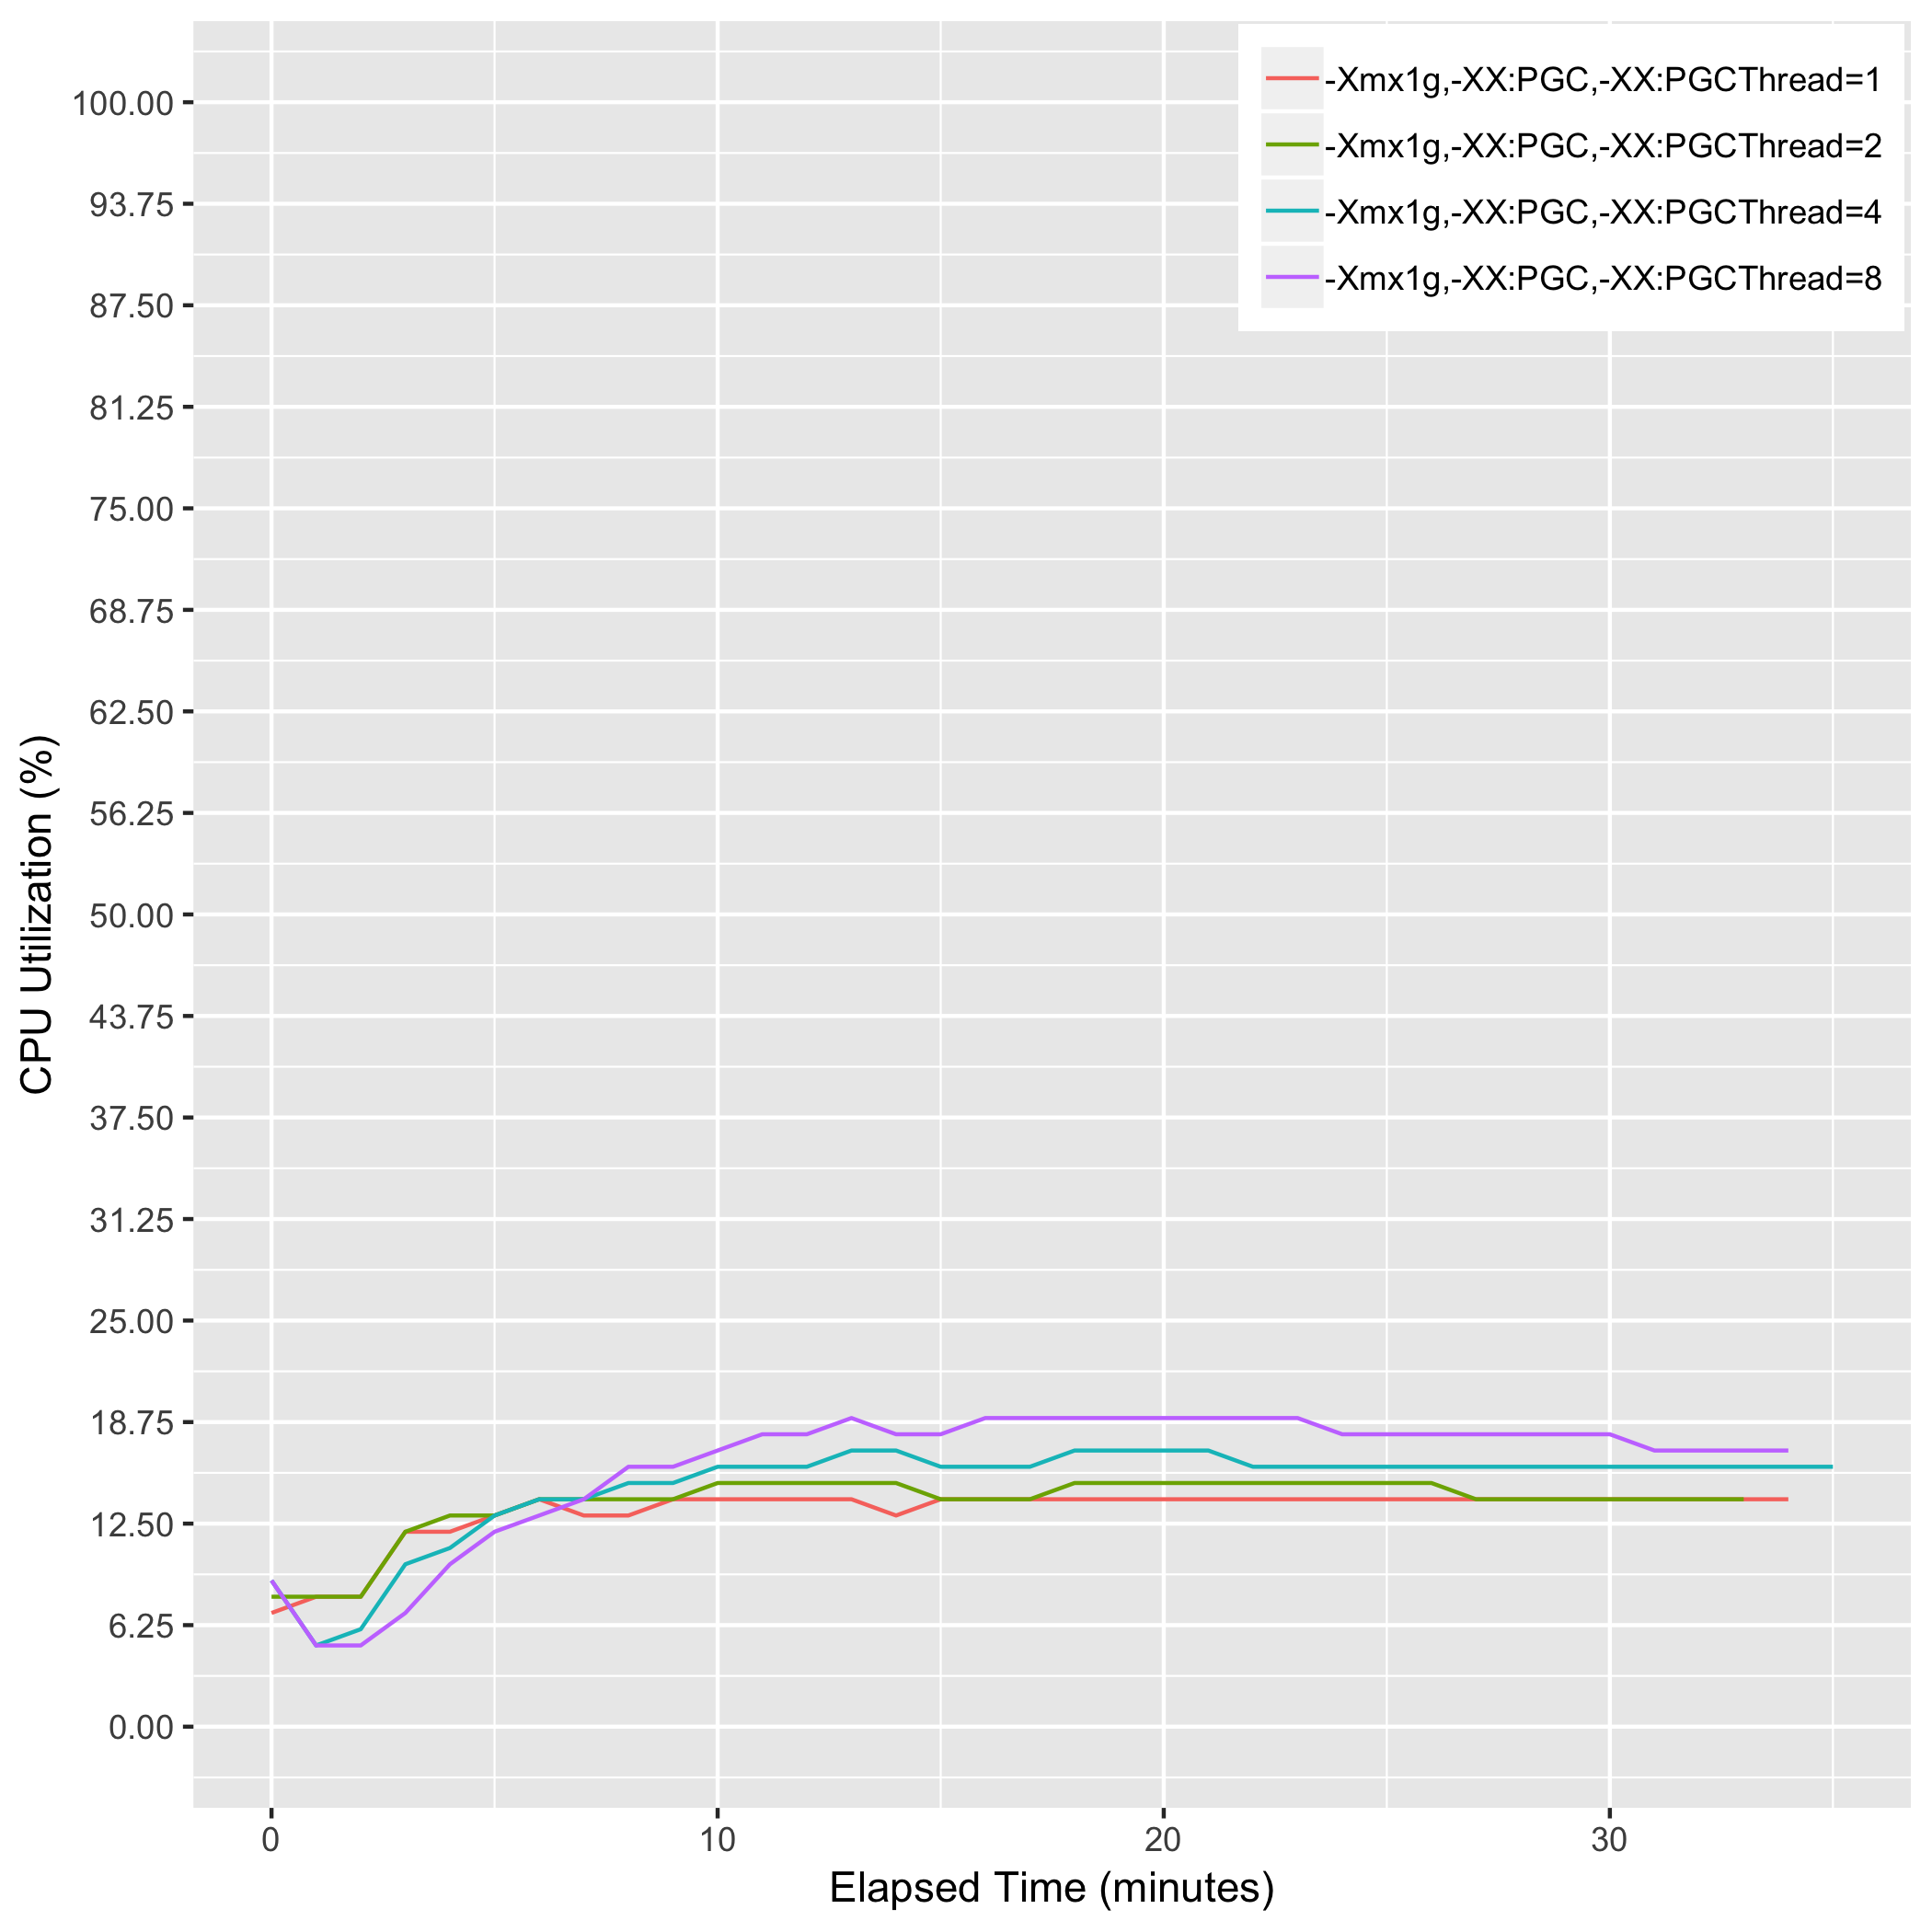 -Xmx1g,-XX:PGC,-XX:PGCThread=1
-Xmx1g,-XX:PGC,-XX:PGCThread=2
-Xmx1g,-XX:PGC,-XX:PGCThread=4
-Xmx1g,-XX:PGC,-XX:PGCThread=8
100.00
93.75
87.50
81.25
75.00
68.75
62.50
56.25
50.00
43.75
37.50
31.25
25.00
18.75
12.50
6.25
0.00
CPU Utilization (%)
0 10 20 30
Elapsed Time (minutes)